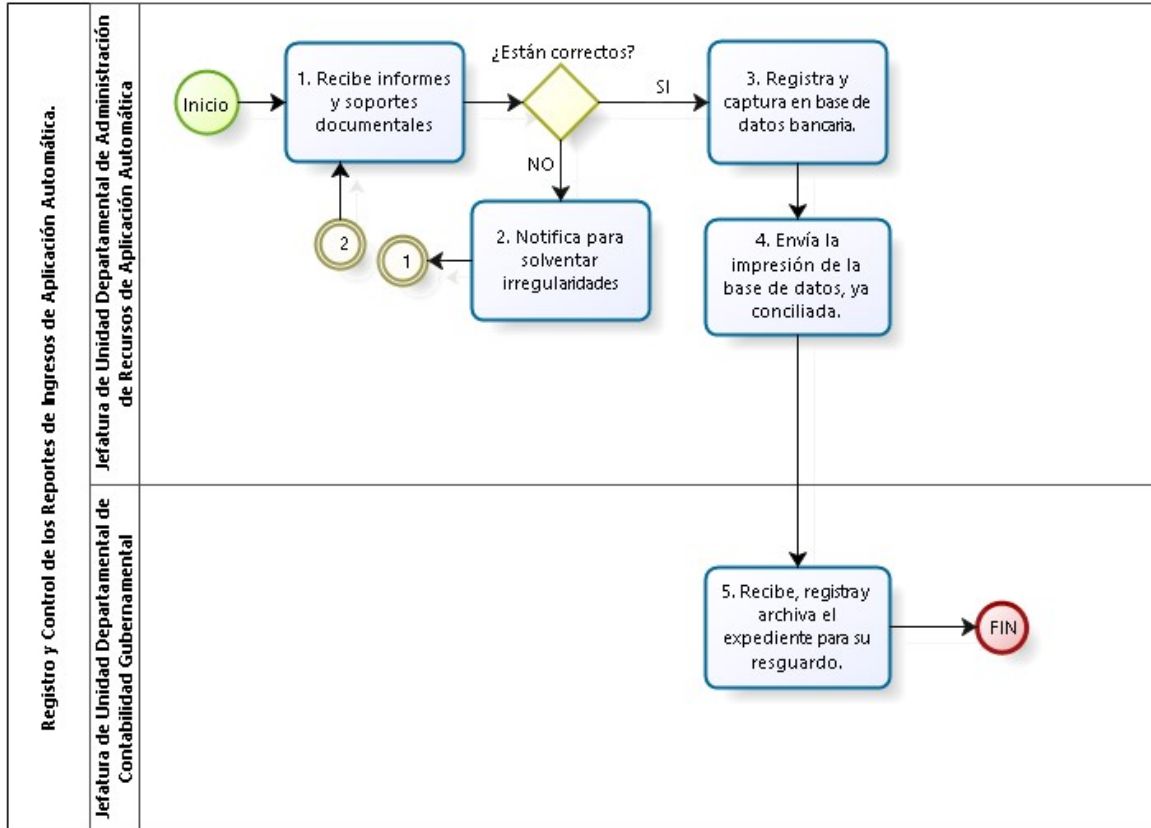 Registro y Control de los Reportes de Ingresos de Aplicación Automática.
Jefatura de Unidad Departamental de Administración
de Recursos de Aplicación Automática
Inicio
1. Recibe informes
y soportes
documentales
¿Están correctos?
SI
3. Registra y
captura en base de
datos bancaria.
NO
2
1
2. Notifica para
solventar
irregularidades
4. Envía la
impresión de la
base de datos, ya
conciliada.
Jefatura de Unidad Departamental de
Contabilidad Gubernamental
5. Recibe, registra y
archiva el
expediente para su
resguardo.
FIN